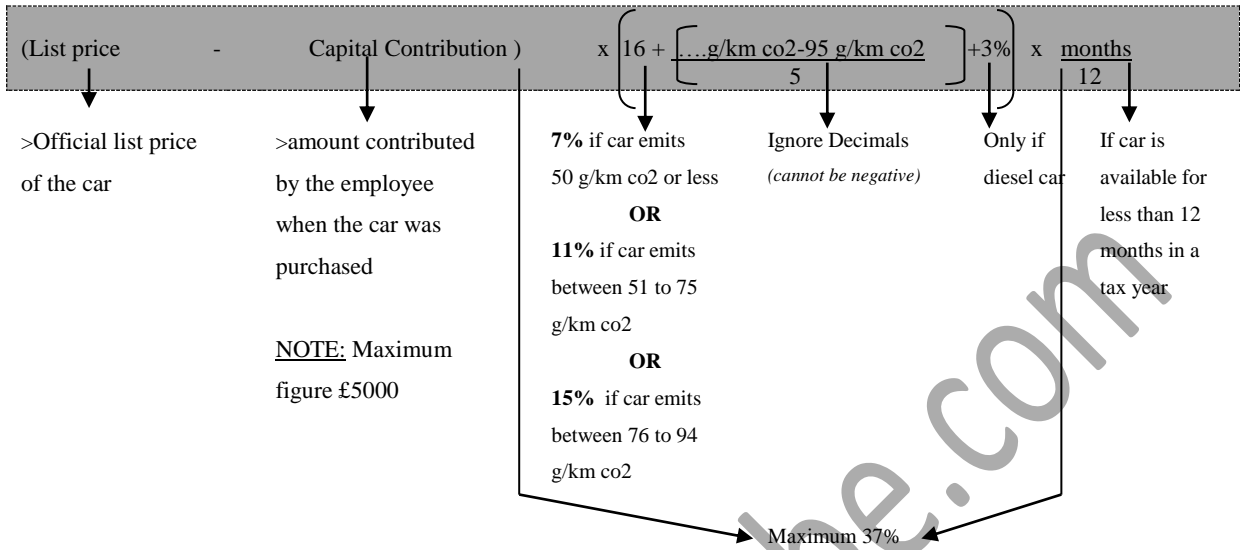 (List price - Capital Contribution ) x 16 + ….g/km co2-95 g/km co2 +3% x months
5 12
>Official list price
of the car
>amount contributed
by the employee
when the car was
purchased
NOTE: Maximum
figure £5000
7% if car emits
50 g/km co2 or less
OR
11% if car emits
between 51 to 75
g/km co2
OR
15% if car emits
between 76 to 94
g/km co2
Ignore Decimals
(cannot be negative)
Only if
diesel car
If car is
available for
less than 12
months in a
tax year
Maximum 37%
he.com